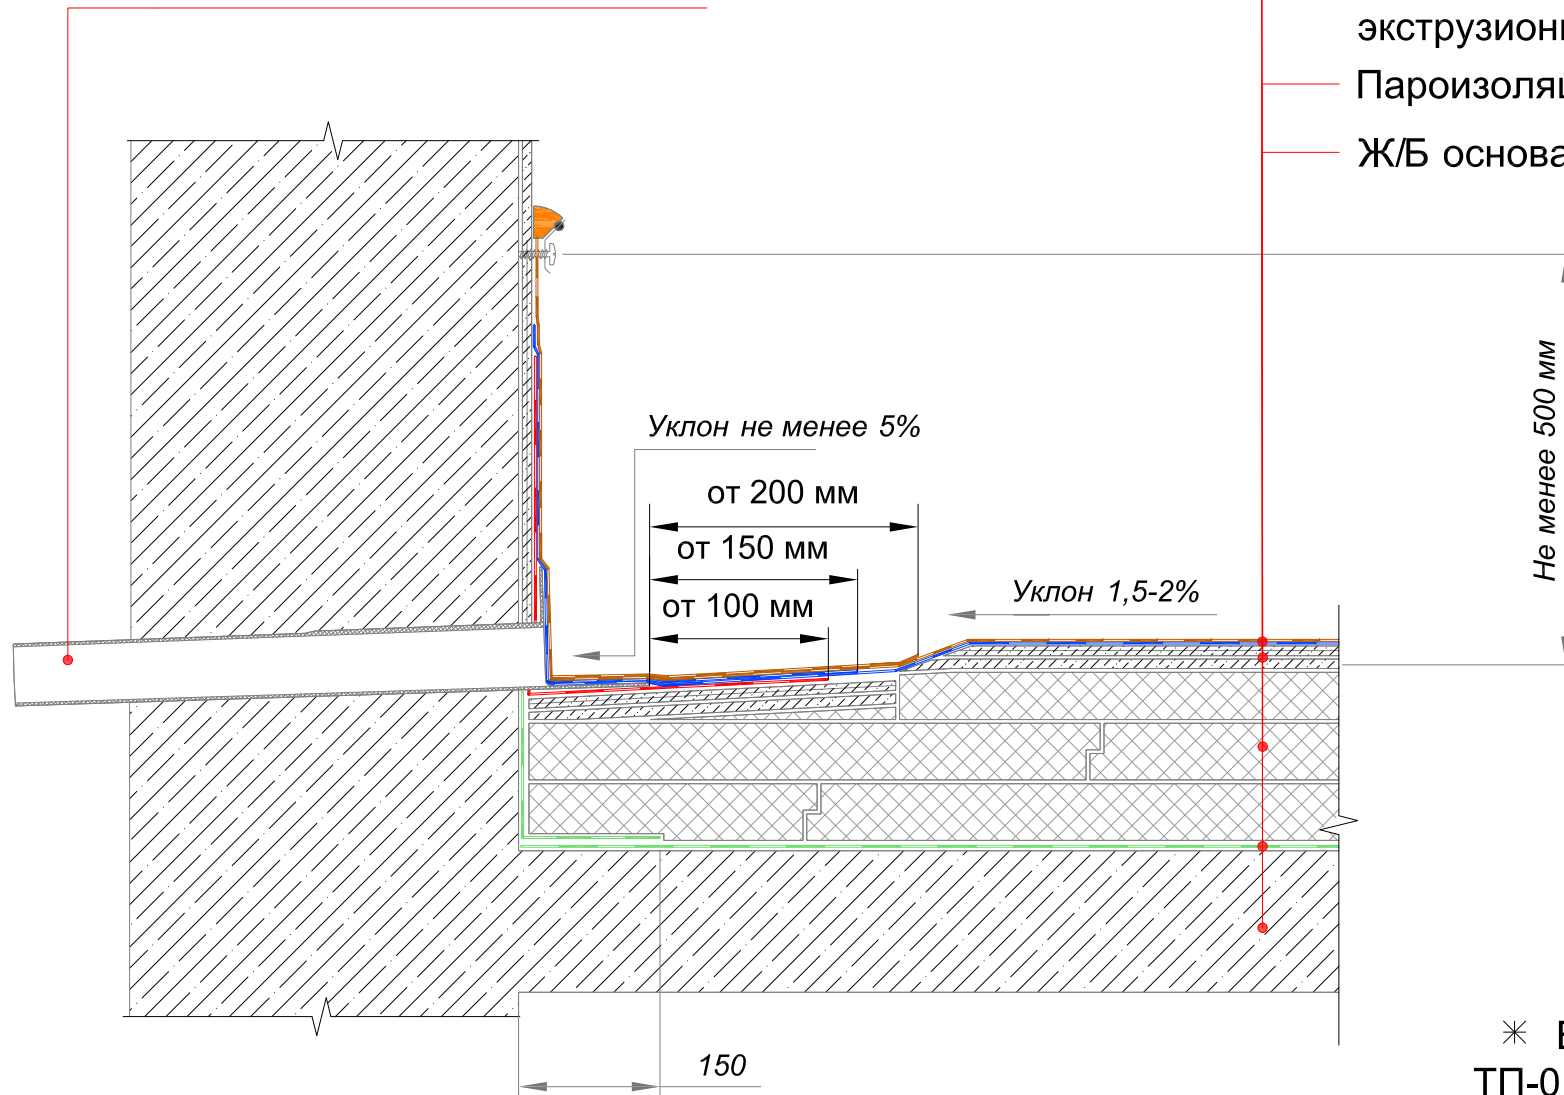 экструзион
Пароизоляц
Ж/Б основа
Не менее 500 мм
Уклон не менее 5%
от 200 мм
от 150 мм
от 100 мм
Уклон 1,5-2%
150
ТП-0